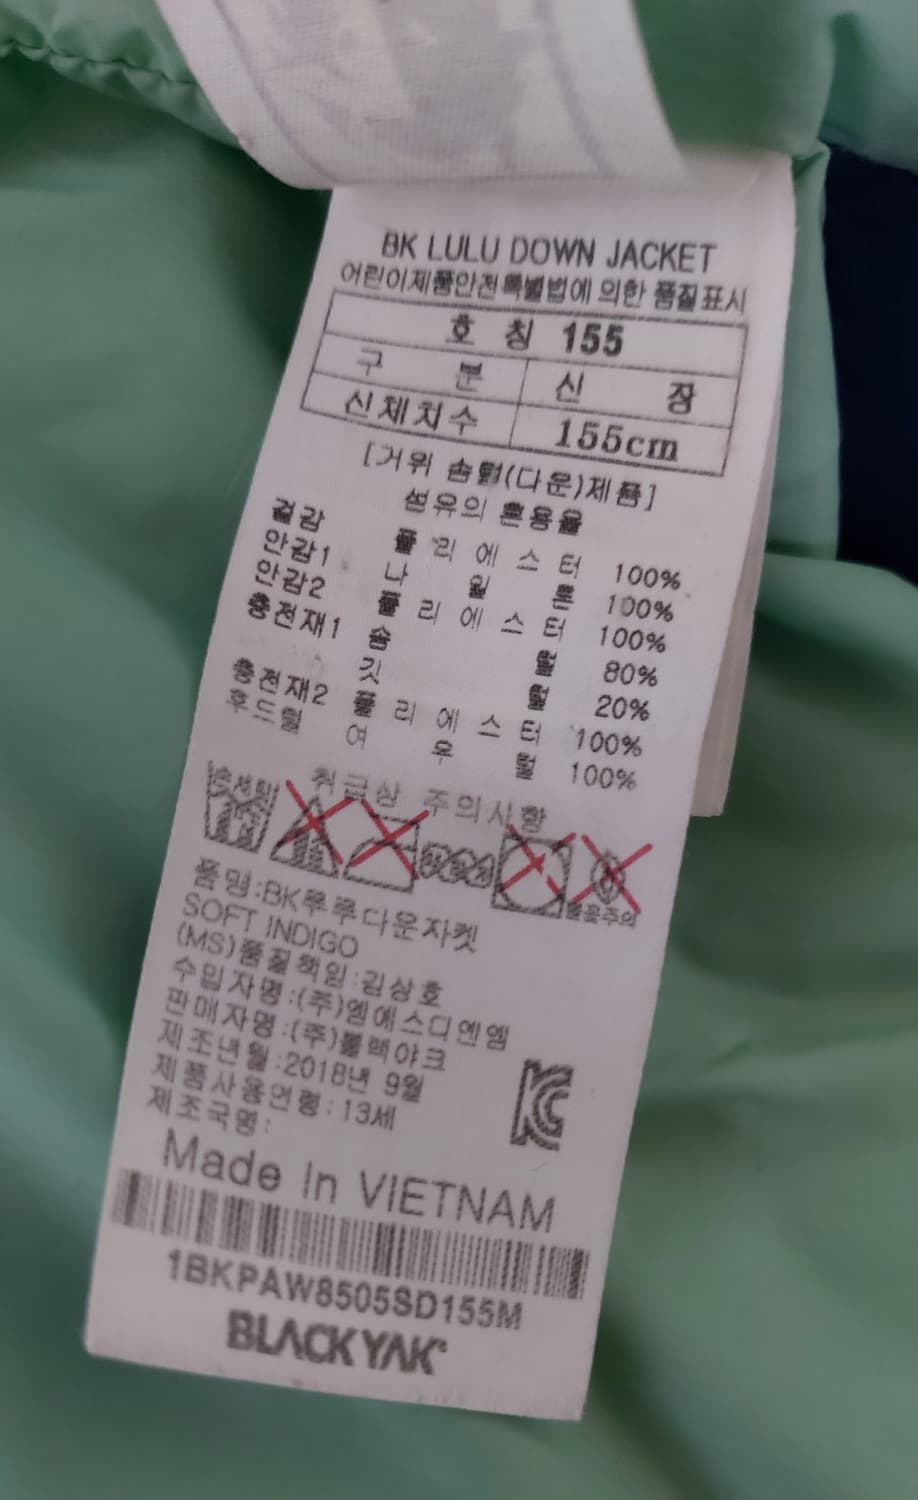 BK LULU DOWN JACKET
어린이제품안전특별법에 의한 품질표시
호 칭 155
구 분 신 장
신체치수 155cm
[거위 솜털(다운)제품]
섬유의 혼용율
겉감 폴리에스터 100%
안감1 나일론 100%
안감2 폴리에스터 100%
충전재1 솜털 80%
깃털 20%
충전재2 폴리에스터 100%
후드털 여우털 100%
취급상 주의사항
손세탁
불꽃주의
품명:BK루루다운자켓
SOFT INDIGO
(MS)품질책임:김상호
수입자명:(주)엠에스디엔엠
판매자명:(주)블랙야크
제조년월:2018년 9월
제품사용연령:13세
제조국명:
KC
Made In VIETNAM
1BKPAW8505SD155M
BLACKYAK